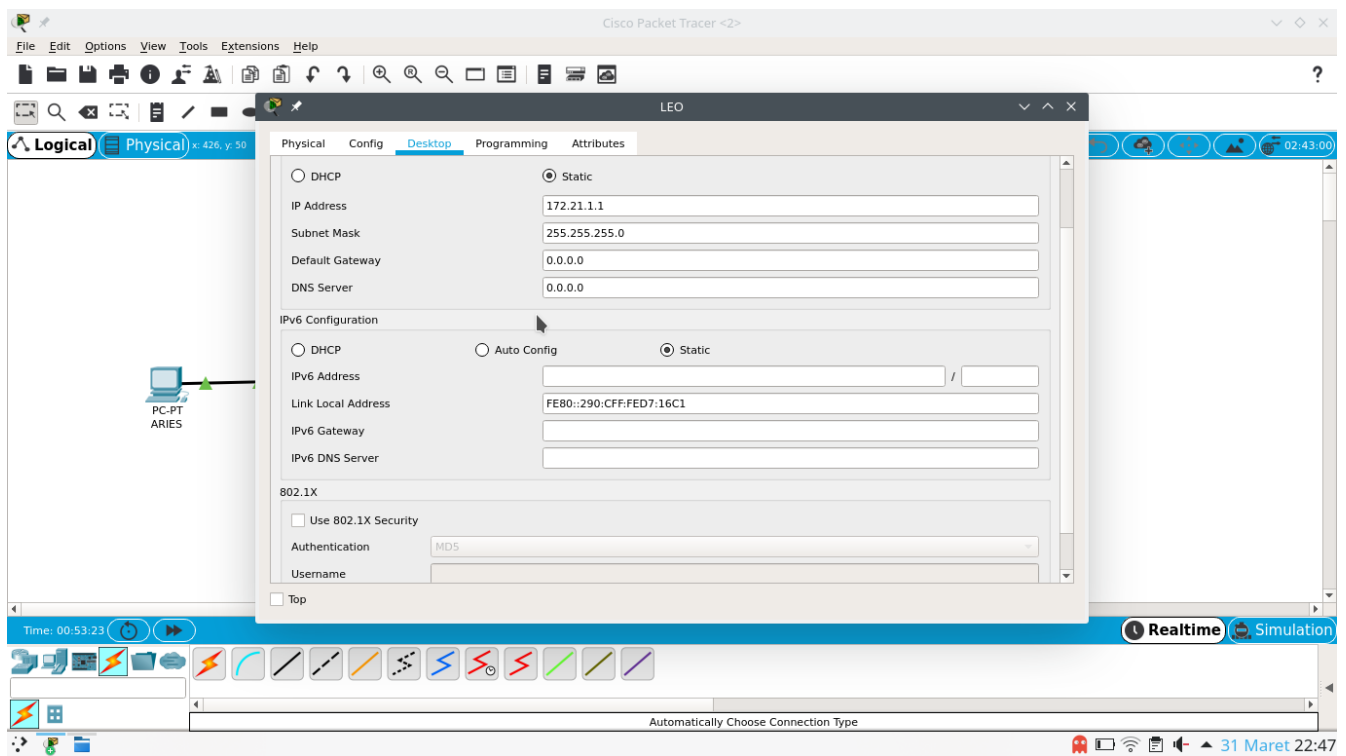 Cisco Packet Tracer <2>
File Edit Options View Tools Extensions Help
?
LEO
Logical Physical x: 426, y: 50
02:43:00
Physical Config Desktop Programming Attributes
DHCP Static
IP Address 172.21.1.1
Subnet Mask 255.255.255.0
Default Gateway 0.0.0.0
DNS Server 0.0.0.0
IPv6 Configuration
DHCP Auto Config Static
IPv6 Address /
Link Local Address FE80::290:CFF:FED7:16C1
IPv6 Gateway
IPv6 DNS Server
PC-PT
ARIES
802.1X
Use 802.1X Security
Authentication MD5
Username
Top
Time: 00:53:23
Realtime Simulation
Automatically Choose Connection Type
31 Maret 22:47